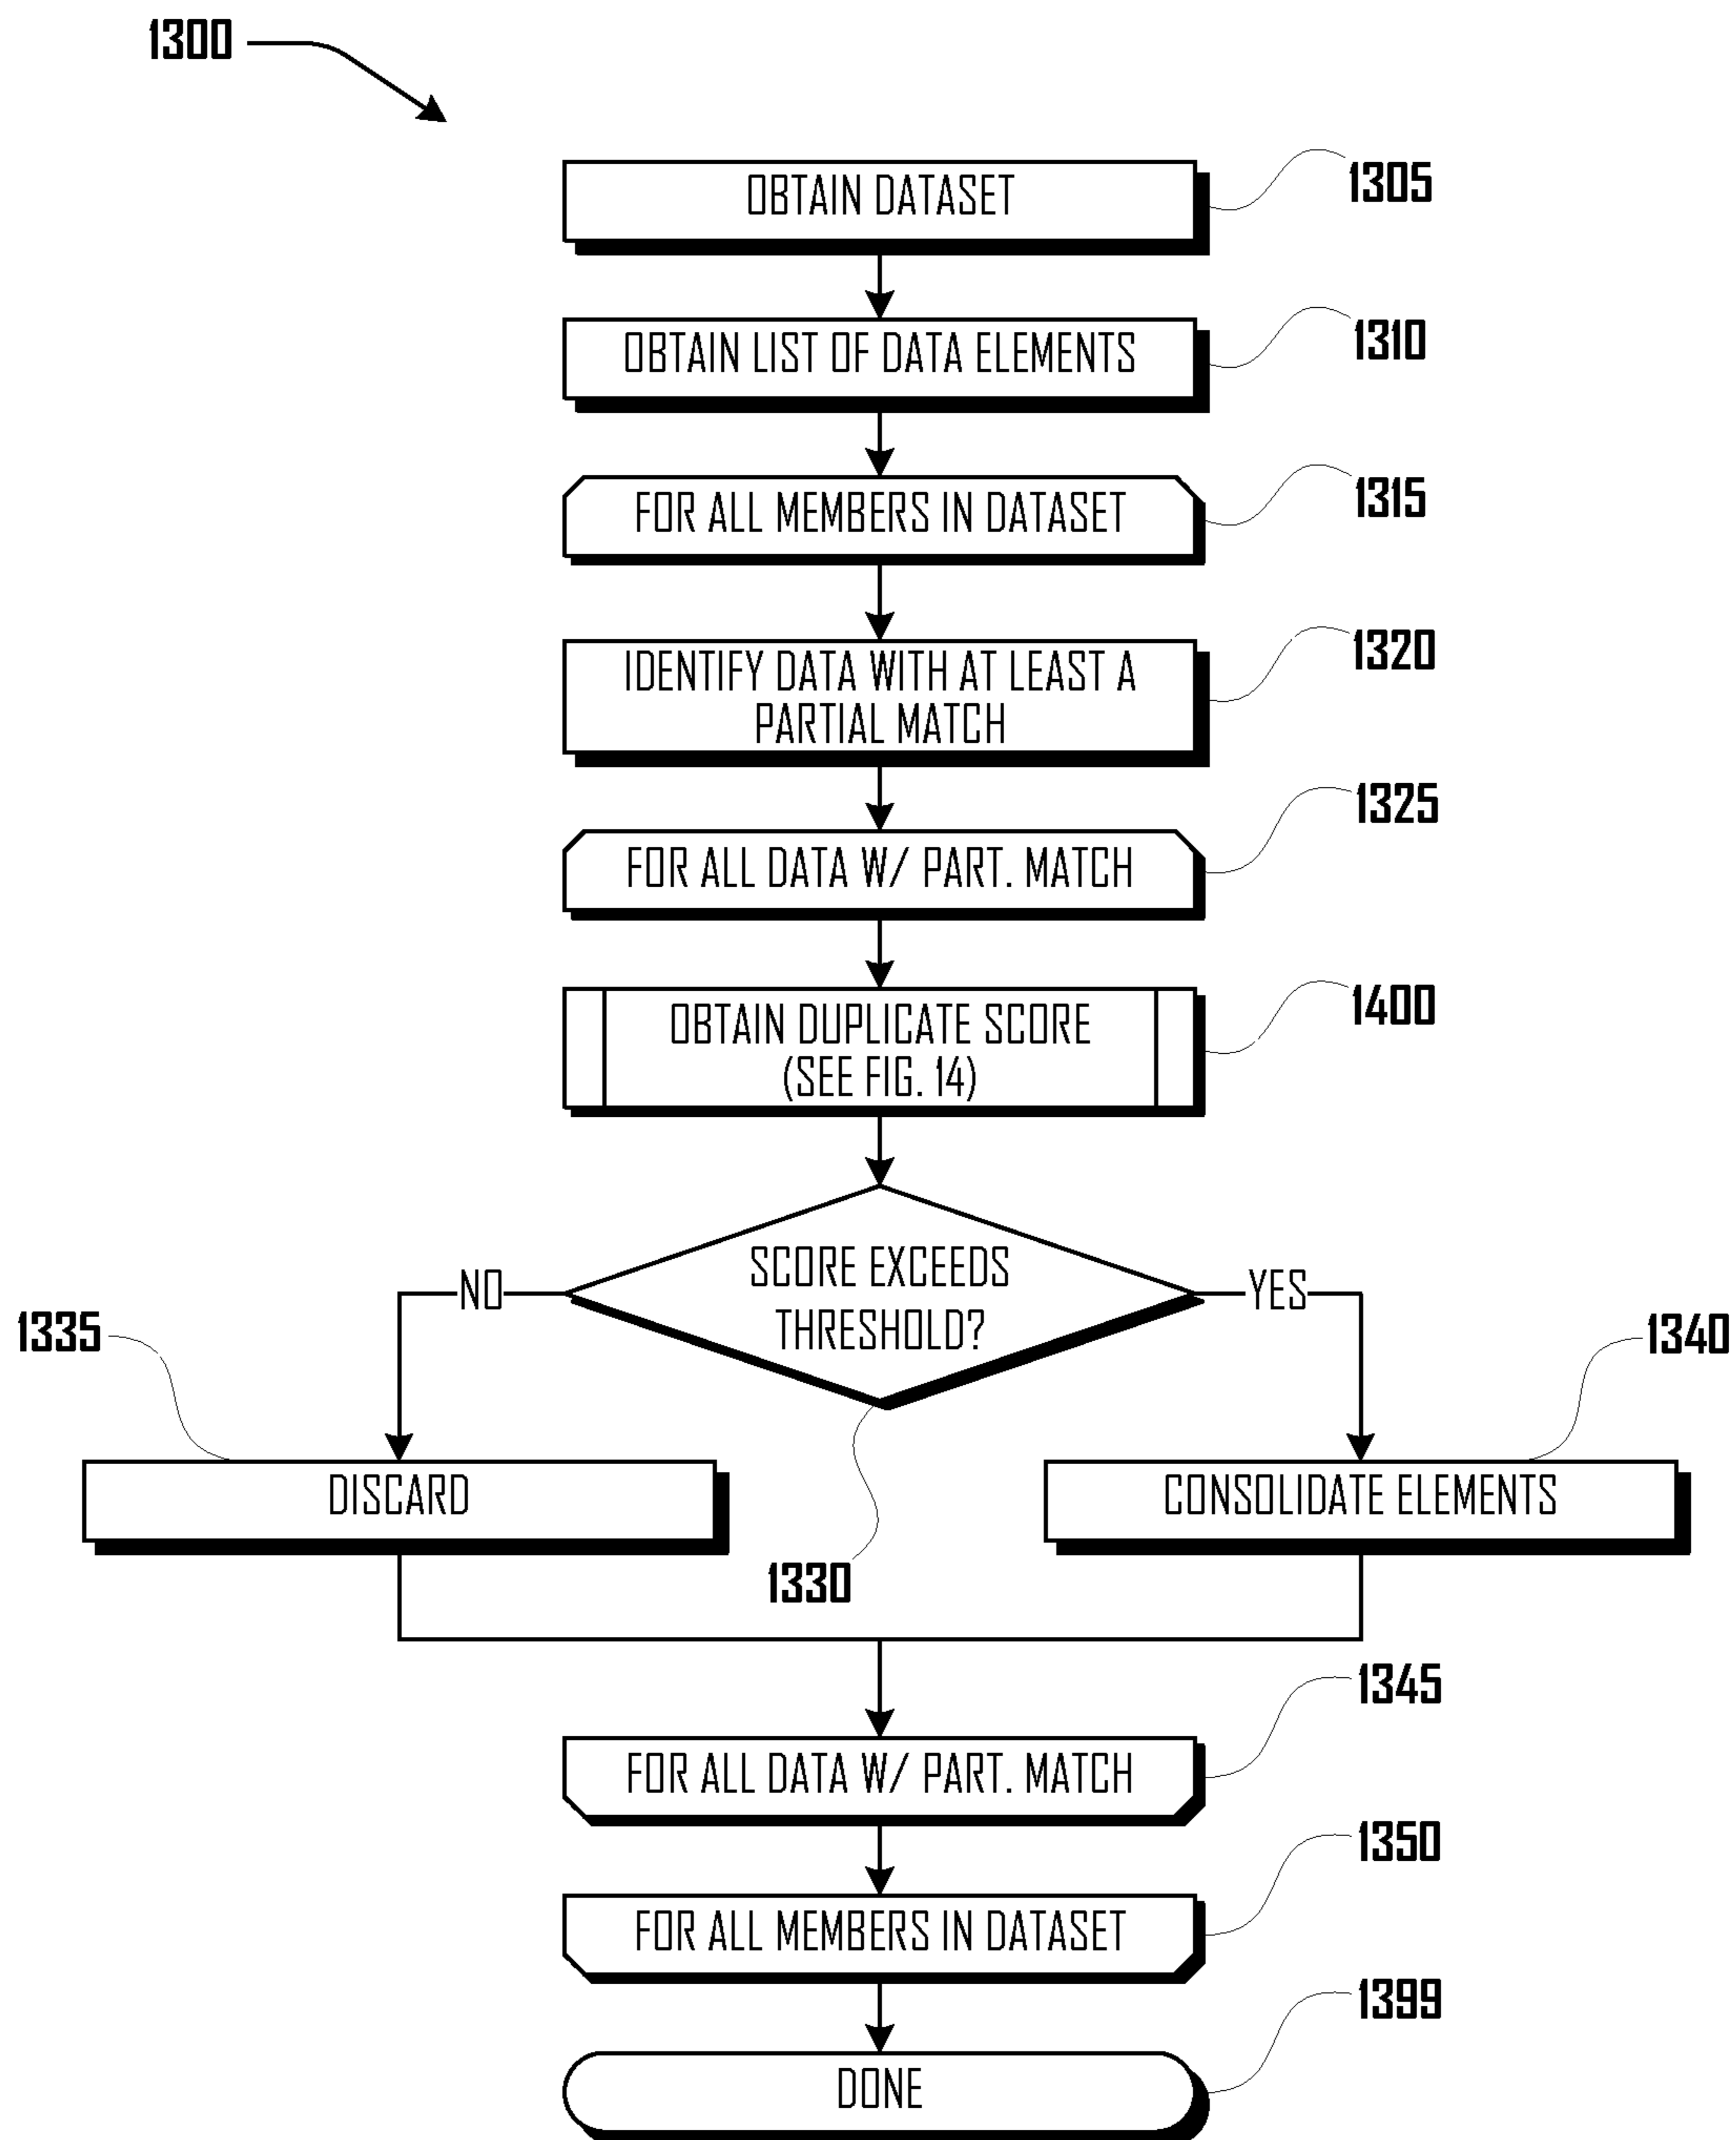 1300
OBTAIN DATASET
1305
OBTAIN LIST OF DATA ELEMENTS
1310
FOR ALL MEMBERS IN DATASET
1315
IDENTIFY DATA WITH AT LEAST A
PARTIAL MATCH
1320
FOR ALL DATA W/ PART. MATCH
1325
OBTAIN DUPLICATE SCORE
(SEE FIG. 14)
1400
SCORE EXCEEDS
THRESHOLD?
NO
YES
1335
1340
DISCARD
CONSOLIDATE ELEMENTS
1330
FOR ALL DATA W/ PART. MATCH
1345
FOR ALL MEMBERS IN DATASET
1350
DONE
1399